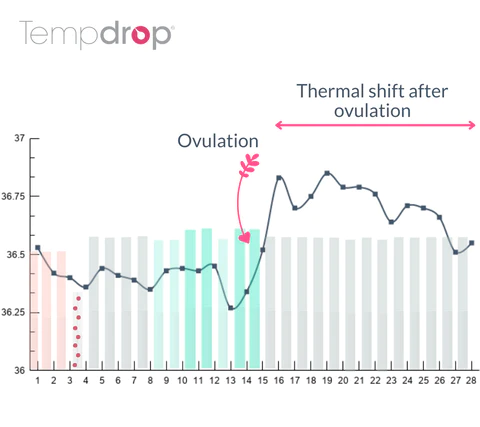 Tempdrop®
Thermal shift after
ovulation
Ovulation
37
36.75
36.5
36.25
36
1 2 3 4 5 6 7 8 9 10 11 12 13 14 15 16 17 18 19 20 21 22 23 24 25 26 27 28